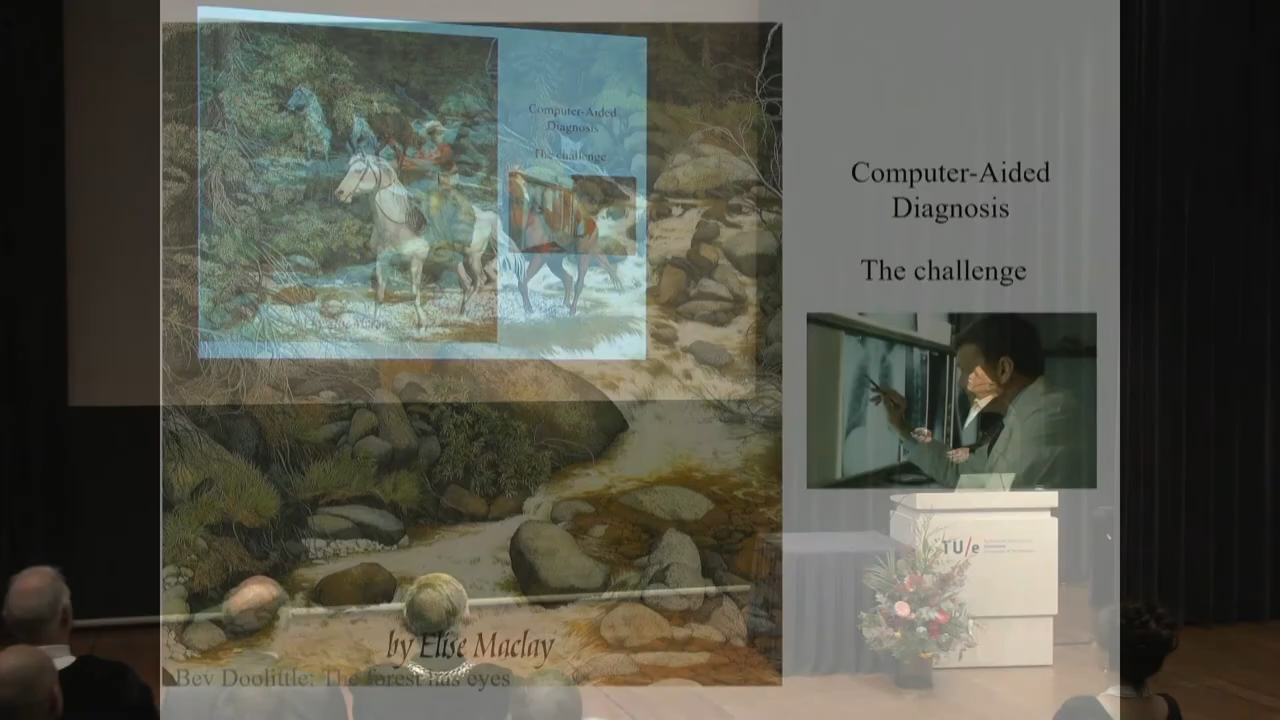 Computer-Aided
Diagnosis
The challenge
Computer-Aided
Diagnosis
The challenge
TU/e
by Elise Maclay
Bev Doolittle: The forest has eyes